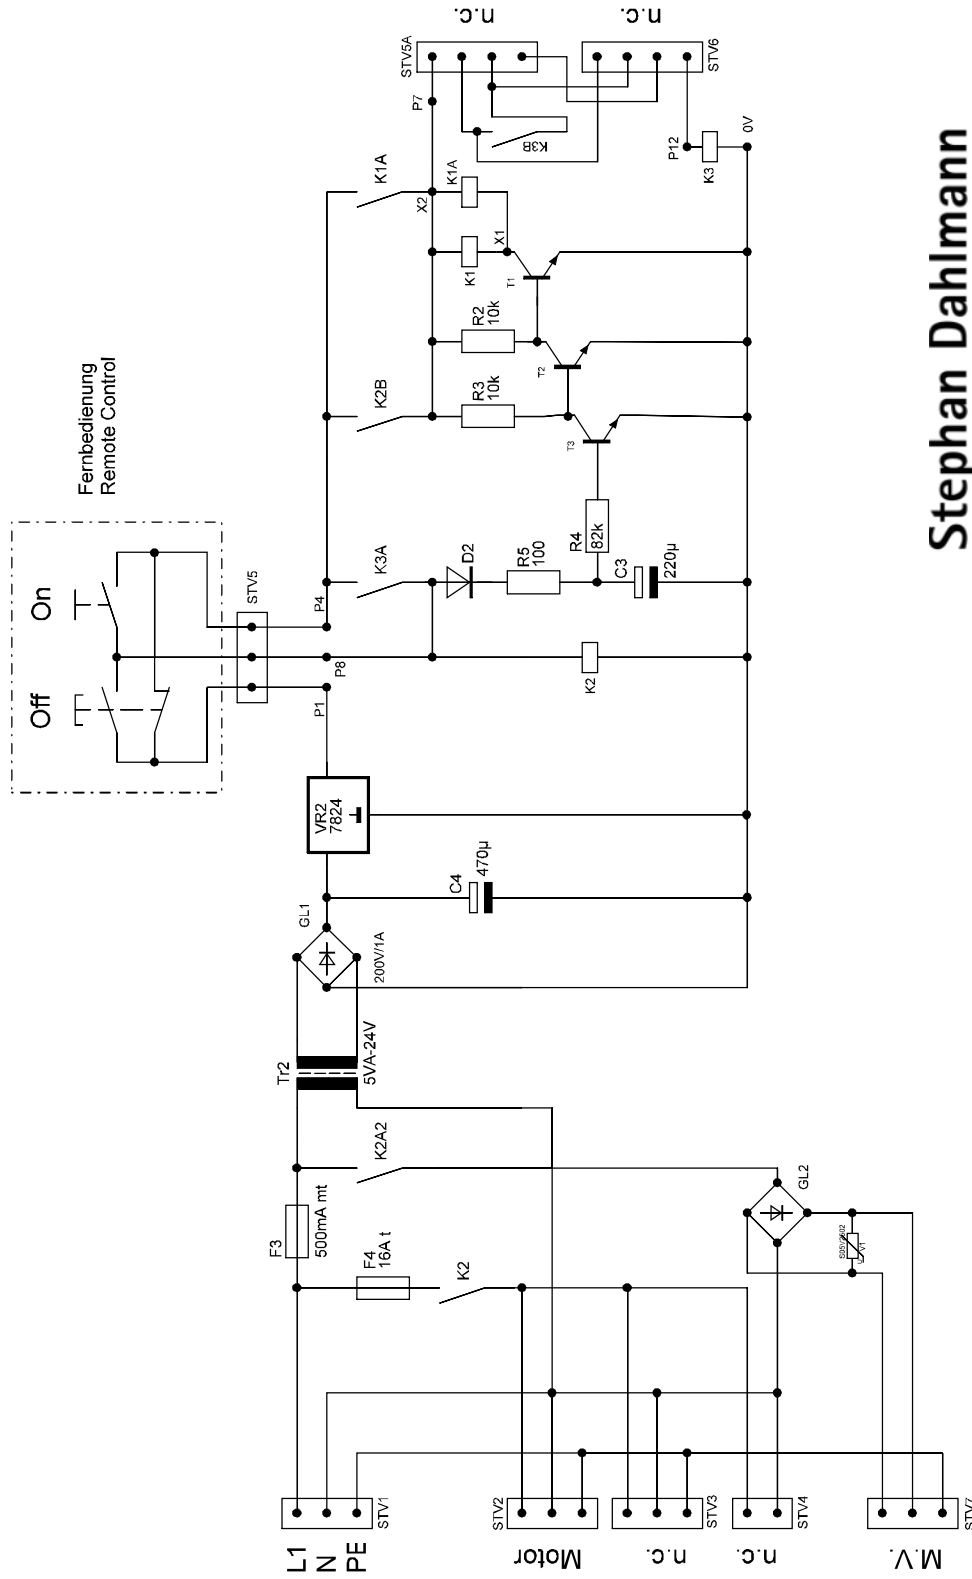 n.c.
n.c.
STV5A
STV6
P7
K3B
P12
K3
0V
K1A
X2
K1A
X1
K1
T1
R2
10k
T2
K2B
R3
10k
T3
Fernbedienung
Remote Control
On
Off
STV5
P4
P8
P1
K3A
D2
R5
100
R4
82k
C3
220µ
K2
VR2
7824
C4
470µ
GL1
200V/1A
Tr2
5VA-24V
K2A2
F3
500mA mt
F4
16A t
K2
GL2
V1
L1
N
PE
STV1
Motor
STV2
n.c.
STV3
n.c.
STV4
M.V.
STV7
Stephan Dahlmann